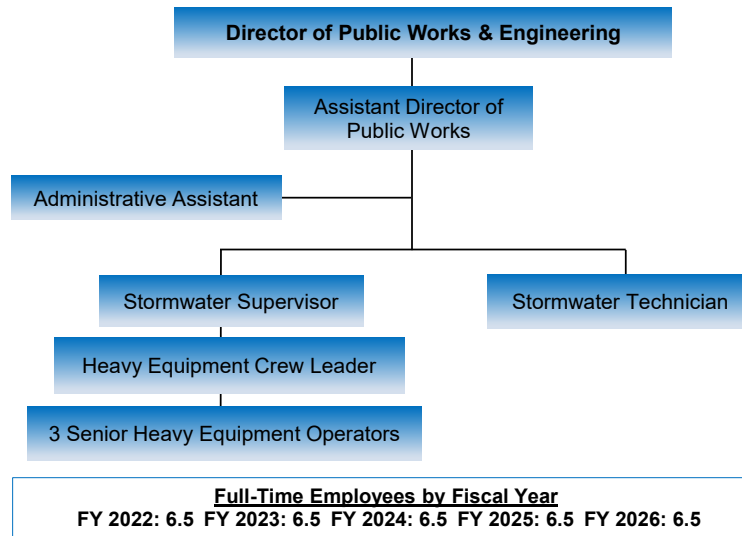 Director of Public Works & Engineering
Assistant Director of
Public Works
Administrative Assistant
Stormwater Supervisor
Stormwater Technician
Heavy Equipment Crew Leader
3 Senior Heavy Equipment Operators
Full-Time Employees by Fiscal Year
FY 2022: 6.5 FY 2023: 6.5 FY 2024: 6.5 FY 2025: 6.5 FY 2026: 6.5